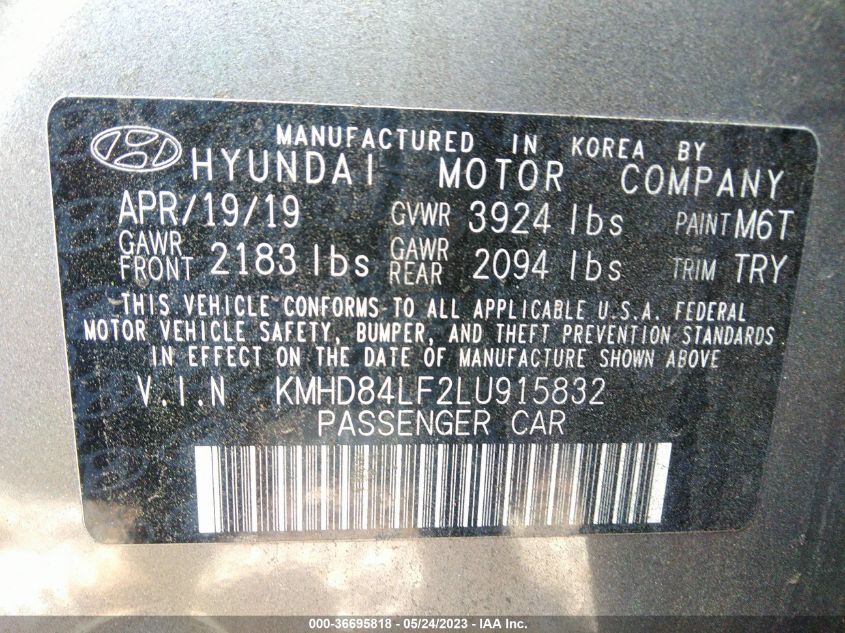 MANUFACTURED IN KOREA BY
HYUNDAI MOTOR COMPANY
APR/19/19 GVWR 3924 lbs PAINT M6T
GAWR FRONT 2183 lbs GAWR REAR 2094 lbs TRIM TRY
THIS VEHICLE CONFORMS TO ALL APPLICABLE U.S.A. FEDERAL
MOTOR VEHICLE SAFETY, BUMPER, AND THEFT PREVENTION STANDARDS
IN EFFECT ON THE DATE OF MANUFACTURE SHOWN ABOVE
V.I.N KMHD84LF2LU915832
PASSENGER CAR
000-36695818 - 05/24/2023 - IAA Inc.